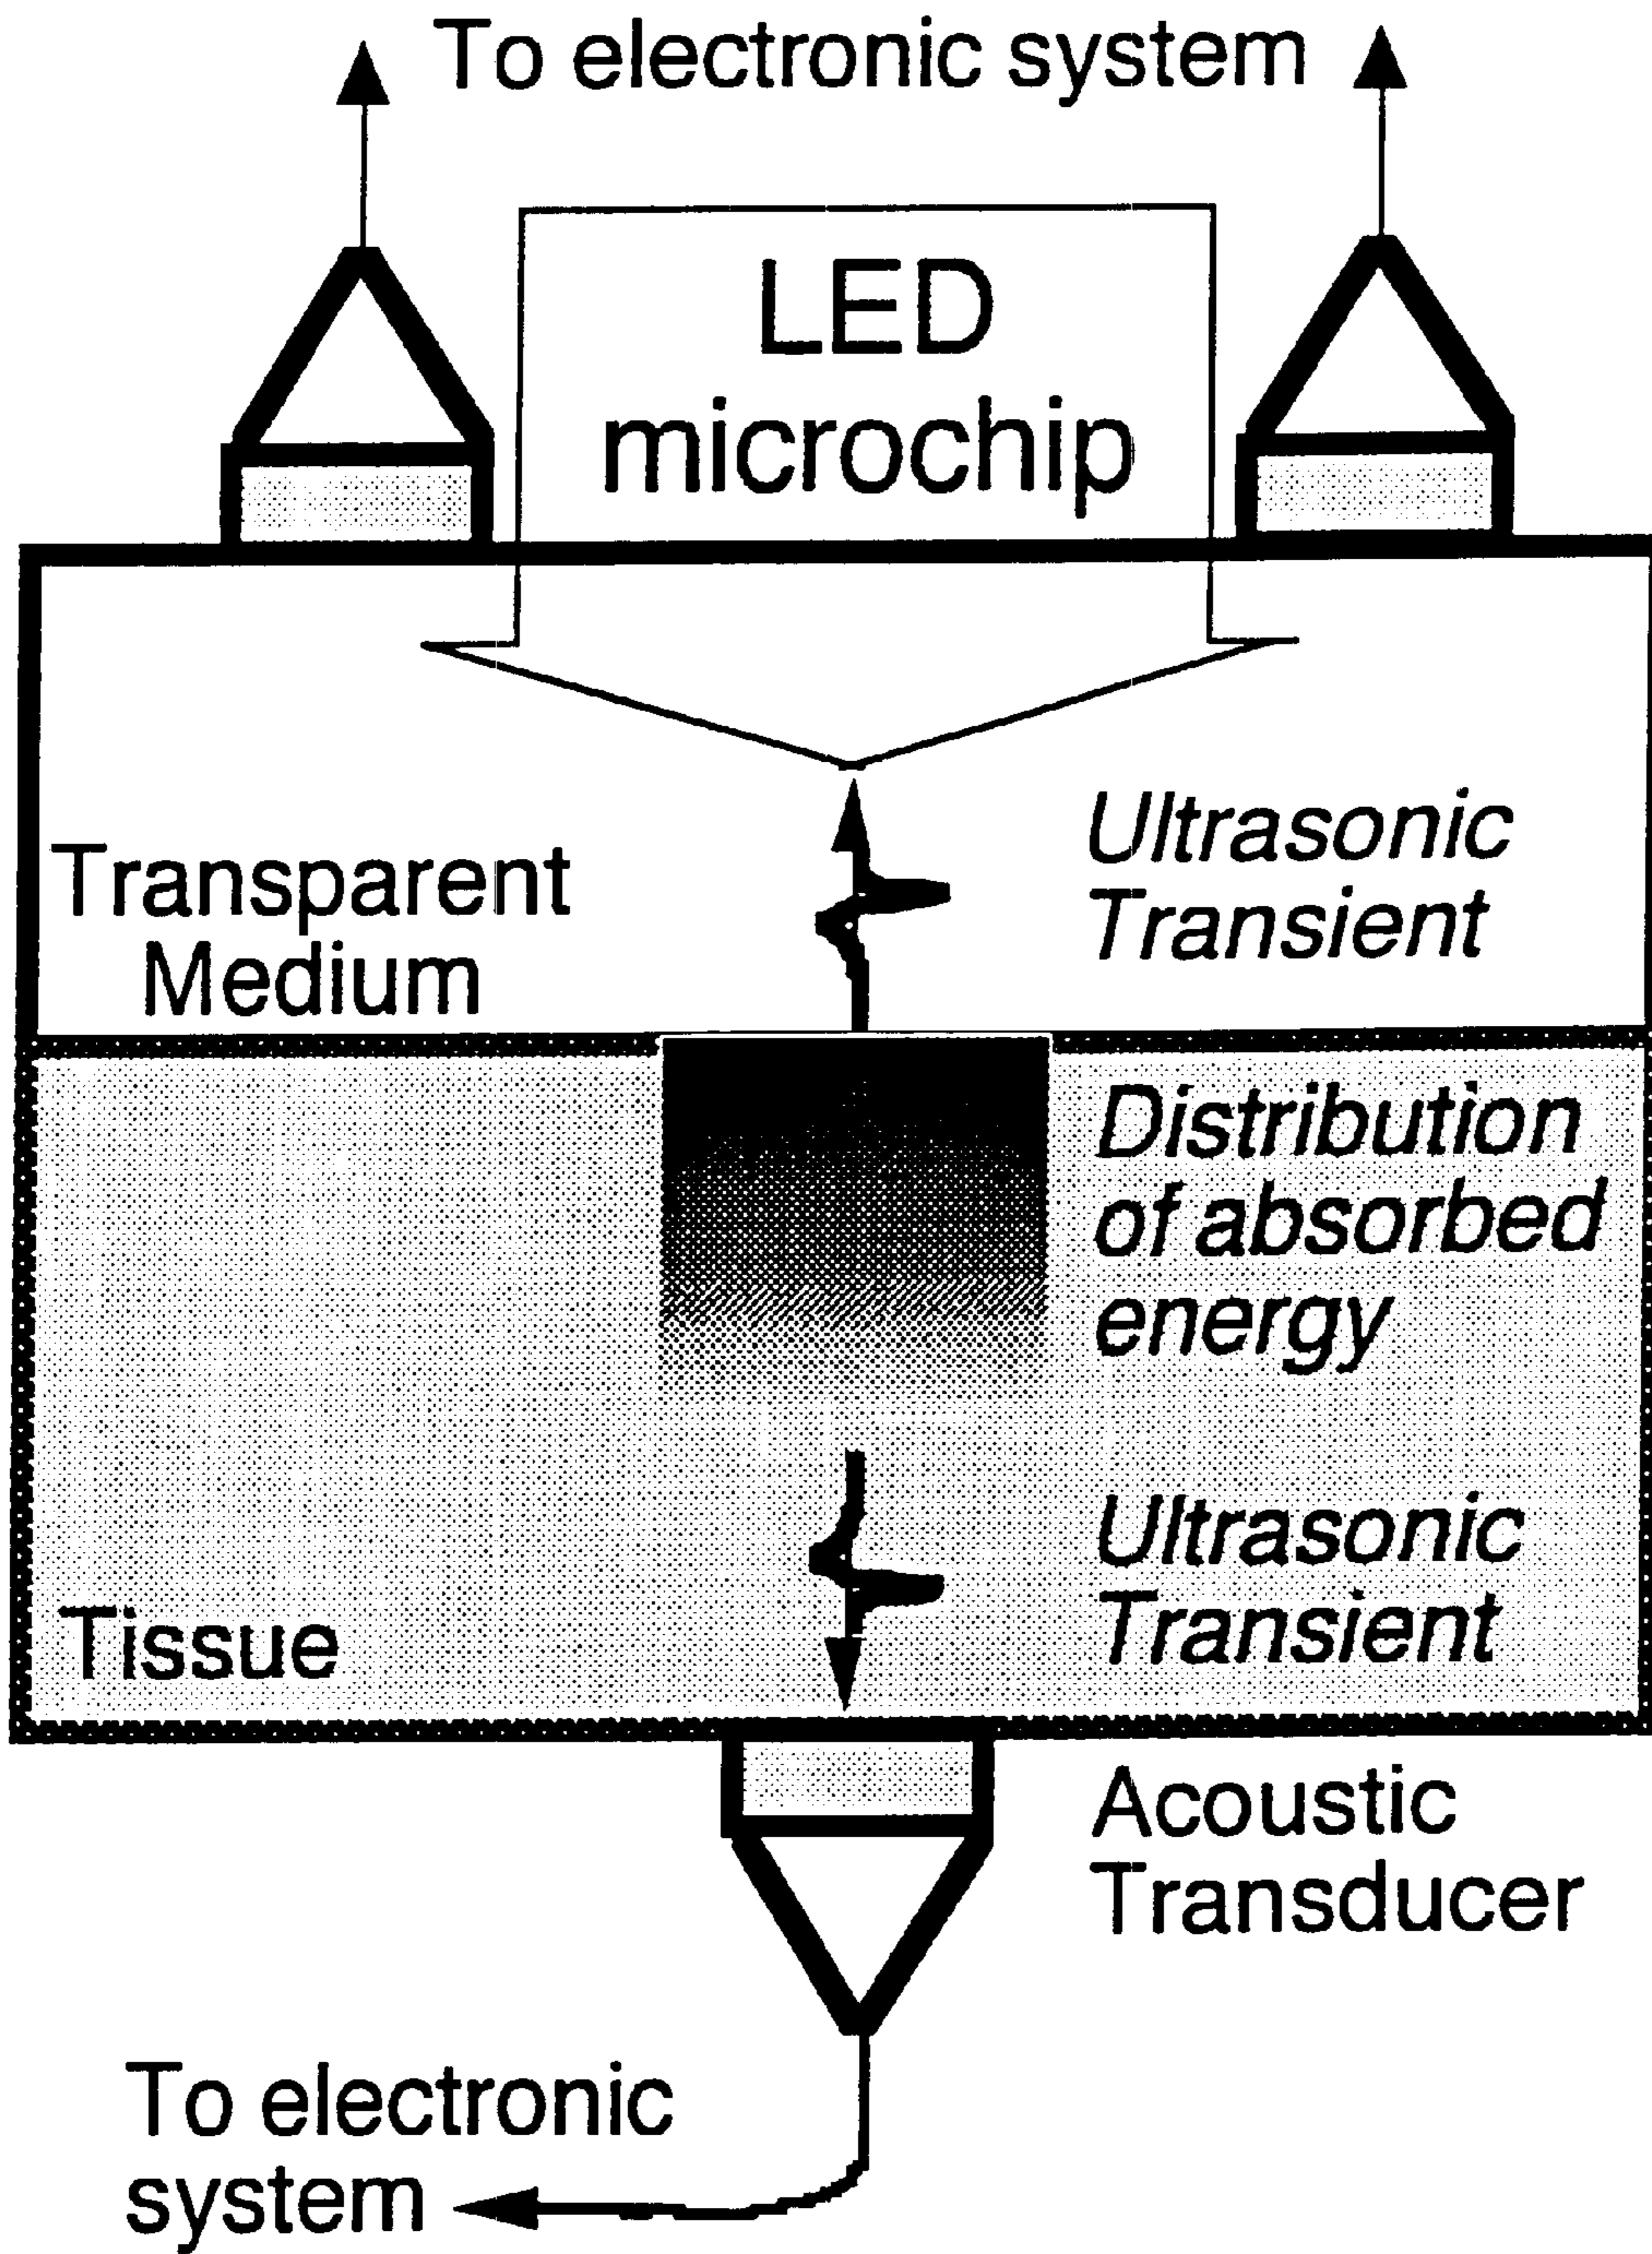 To electronic system
LED
microchip
Ultrasonic
Transient
Transparent
Medium
Distribution
of absorbed
energy
Ultrasonic
Transient
Tissue
Acoustic
Transducer
To electronic
system